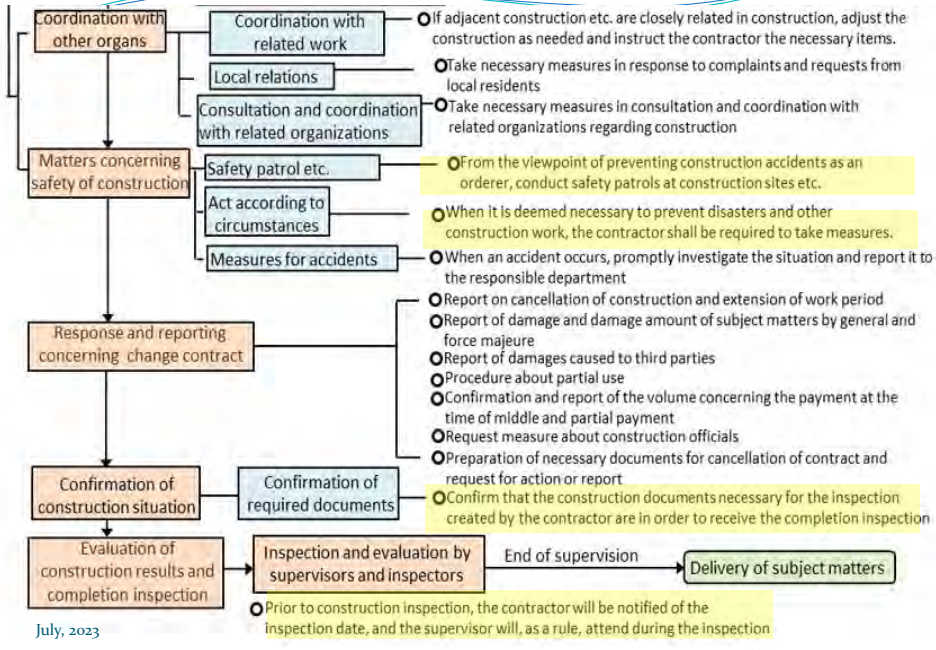 Coordination with
other organs
Coordination with
related work
If adjacent construction etc. are closely related in construction, adjust the
construction as needed and instruct the contractor the necessary items.
Local relations
Take necessary measures in response to complaints and requests from
local residents
Consultation and coordination
with related organizations
Take necessary measures in consultation and coordination with
related organizations regarding construction
Matters concerning
safety of construction
Safety patrol etc.
From the viewpoint of preventing construction accidents as an
orderer, conduct safety patrols at construction sites etc.
Act according to
circumstances
When it is deemed necessary to prevent disasters and other
construction work, the contractor shall be required to take measures.
Measures for accidents
When an accident occurs, promptly investigate the situation and report it to
the responsible department
Response and reporting
concerning change contract
Report on cancellation of construction and extension of work period
Report of damage and damage amount of subject matters by general and
force majeure
Report of damages caused to third parties
Procedure about partial use
Confirmation and report of the volume concerning the payment at the
time of middle and partial payment
Request measure about construction officials
Preparation of necessary documents for cancellation of contract and
request for action or report
Confirmation of
construction situation
Confirmation of
required documents
Confirm that the construction documents necessary for the inspection
created by the contractor are in order to receive the completion inspection
Evaluation of
construction results and
completion inspection
Inspection and evaluation by
supervisors and inspectors
End of supervision
Delivery of subject matters
Prior to construction inspection, the contractor will be notified of the
inspection date, and the supervisor will, as a rule, attend during the inspection
July, 2023